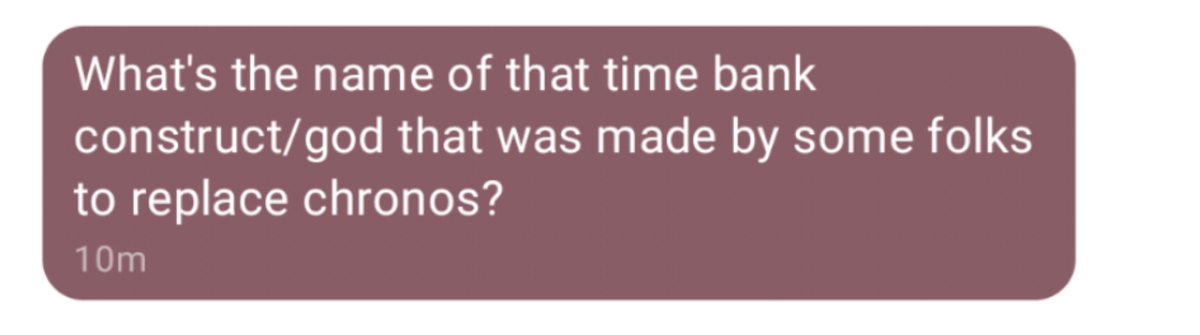 What's the name of that time bank
construct/god that was made by some folks
to replace chronos?
10m